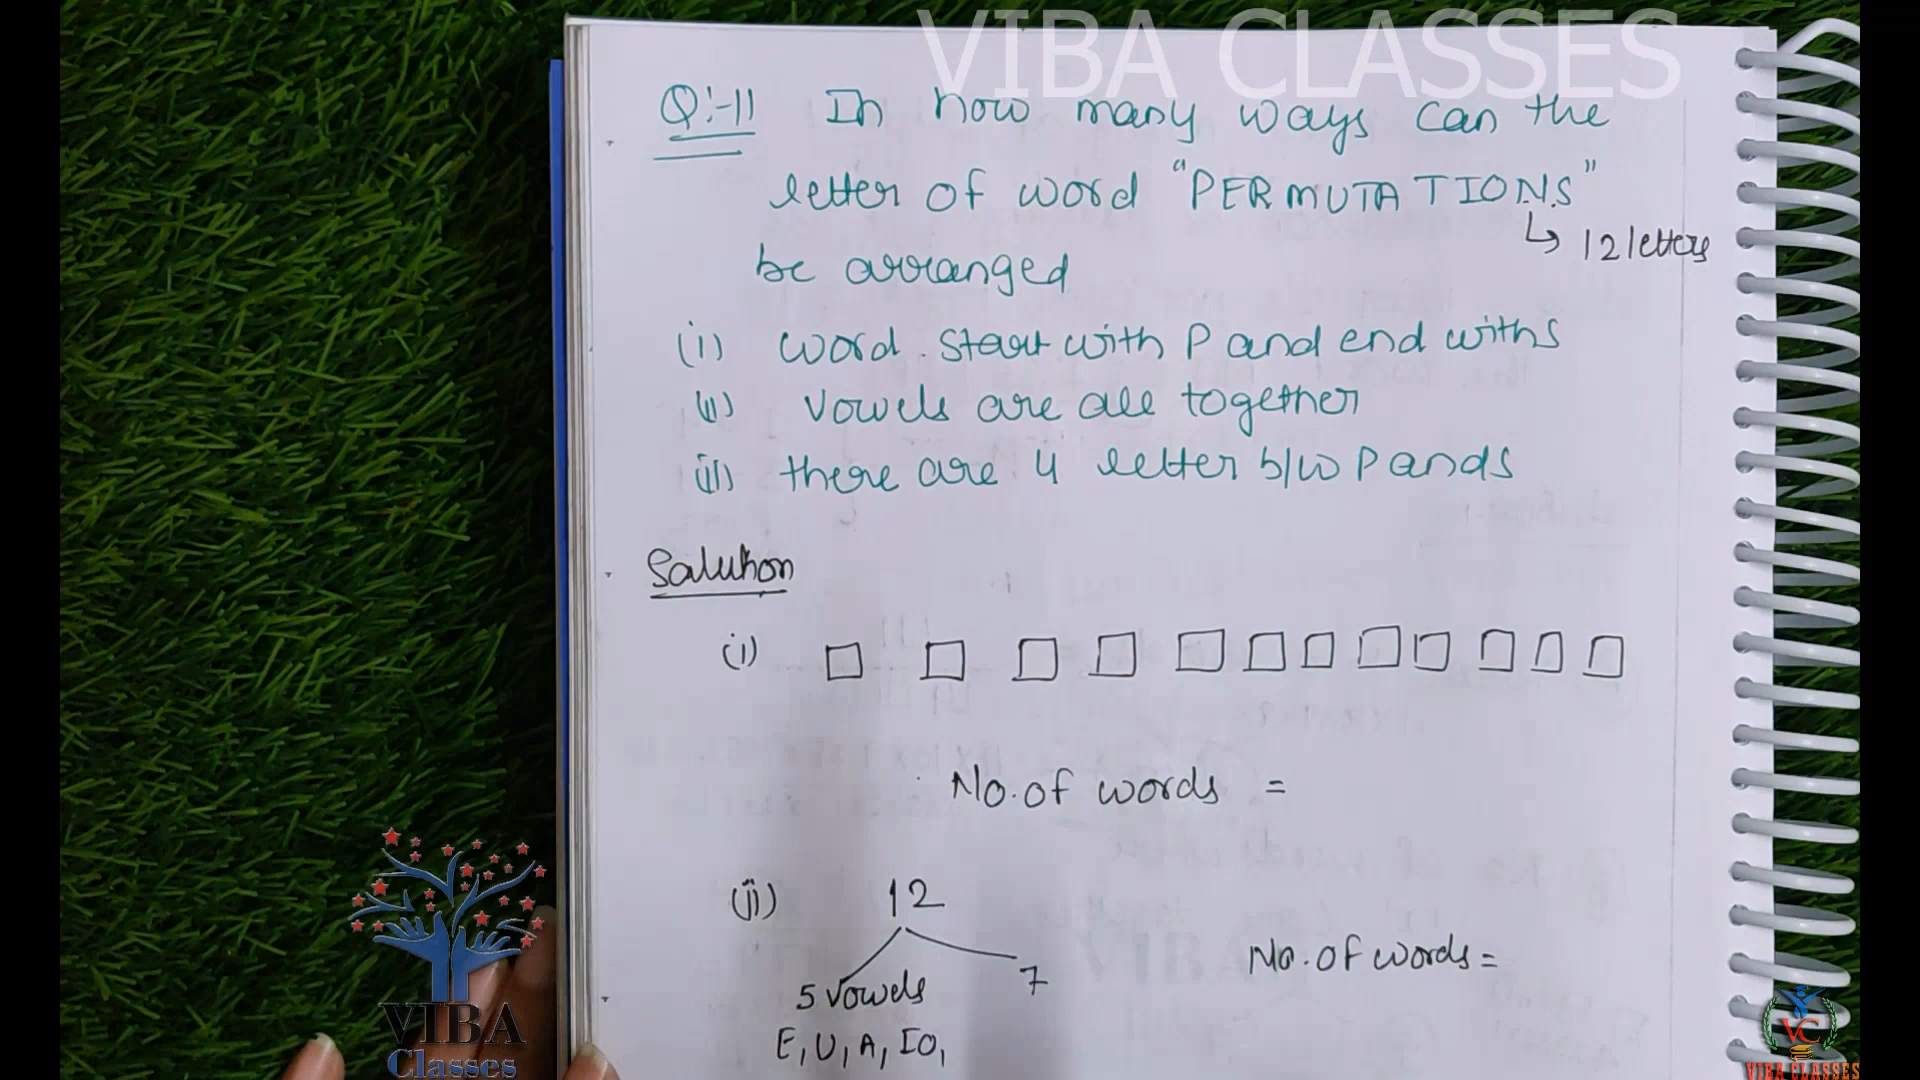 VIBA CLASSES
Q:-11 In how many ways can the
letter of word "PERMUTATIONS"
↳ 12 letters
be arranged
(i) word start with P and end with S
(ii) vowels are all together
(iii) there are 4 letter b/w P and S
Solution
(i) □ □ □ □ □ □ □ □ □ □ □ □
No. of words =
(ii) 12
5 vowels 7
No. of words =
E, U, A, I O,
VIBA
Classes
VC
VIBA CLASSES